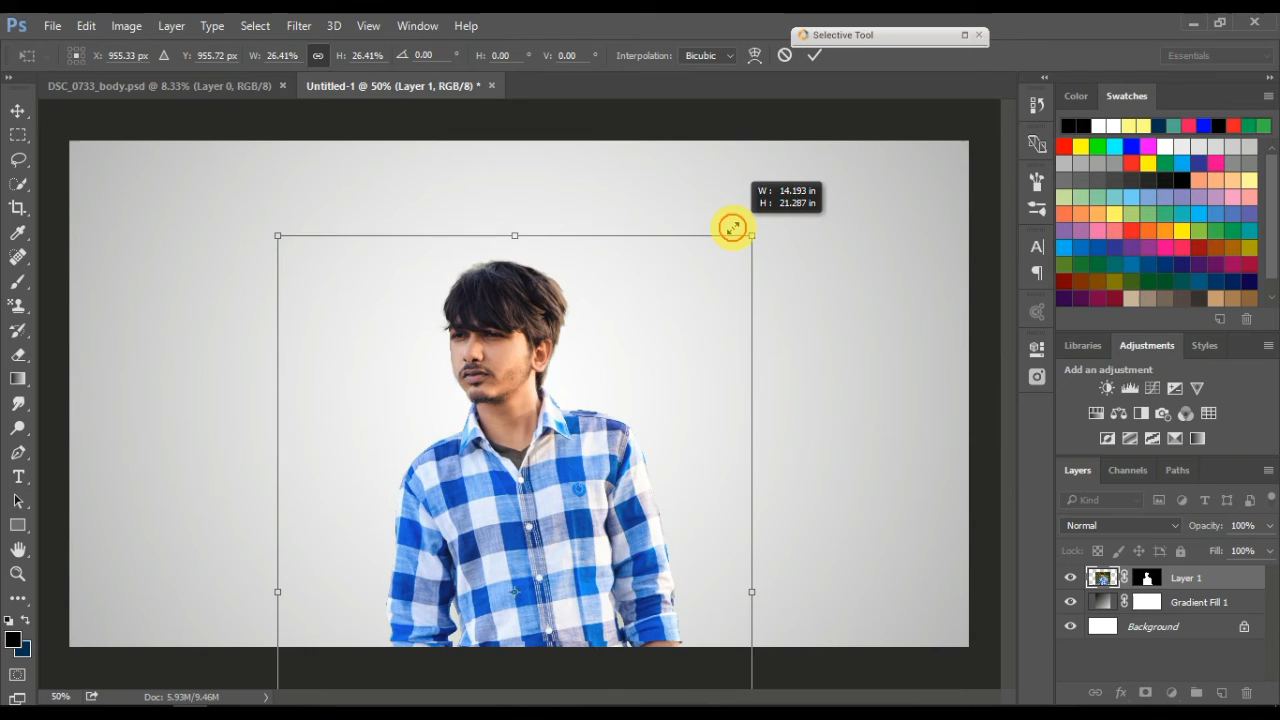 Ps File Edit Image Layer Type Select Filter 3D View Window Help
Selective Tool
X: 955.33 px Y: 955.72 px W: 26.41% H: 26.41% 0.00 ° H: 0.00 ° V: 0.00 ° Interpolation: Bicubic Essentials
DSC_0733_body.psd @ 8.33% (Layer 0, RGB/8) × Untitled-1 @ 50% (Layer 1, RGB/8) * ×
Color Swatches
W: 14.193 in
H: 21.287 in
Libraries Adjustments Styles
Add an adjustment
Layers Channels Paths
Kind
Normal Opacity: 100%
Lock: Fill: 100%
Layer 1
Gradient Fill 1
Background
50% Doc: 5.93M/9.46M